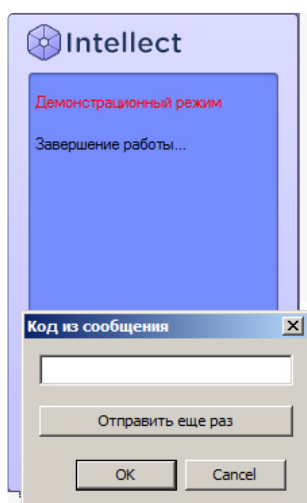 Intellect
Демонстрационный режим
Завершение работы...
Код из сообщения
Отправить еще раз
OK
Cancel